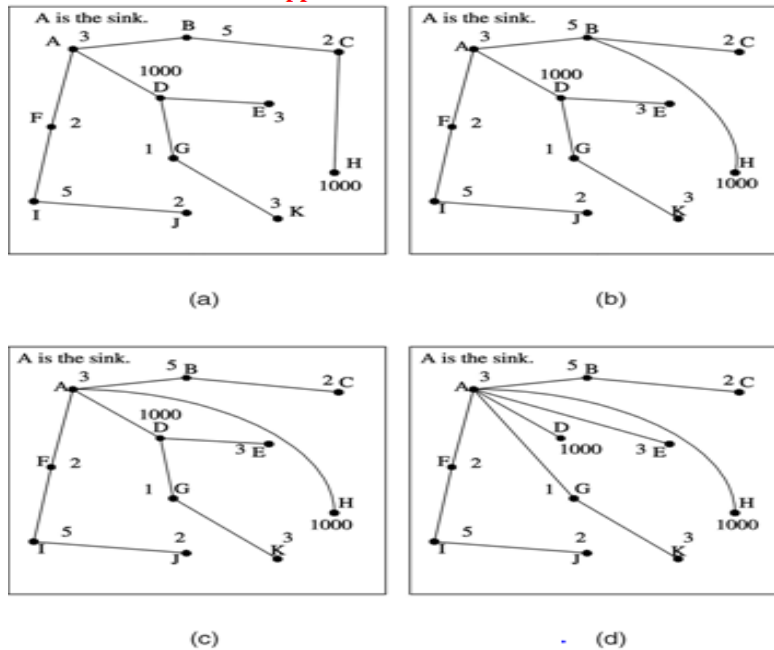 A is the sink.
A 3 B 5 2 C
1000
D
E 3
F 2
1 G
H
1000
5
I
2
J
3 K
(a)
A is the sink.
A 3 5 B 2 C
1000
D
3 E
F 2
1 G
H
1000
5
I
2
J
3
K
(b)
A is the sink.
A 3 5 B 2 C
1000
D
3 E
F 2
1 G
H
1000
5
I
2
J
3
K
(c)
A is the sink.
A 3 5 B 2 C
D
1000
3 E
F 2
1 G
H
1000
5
I
2
J
3
K
(d)